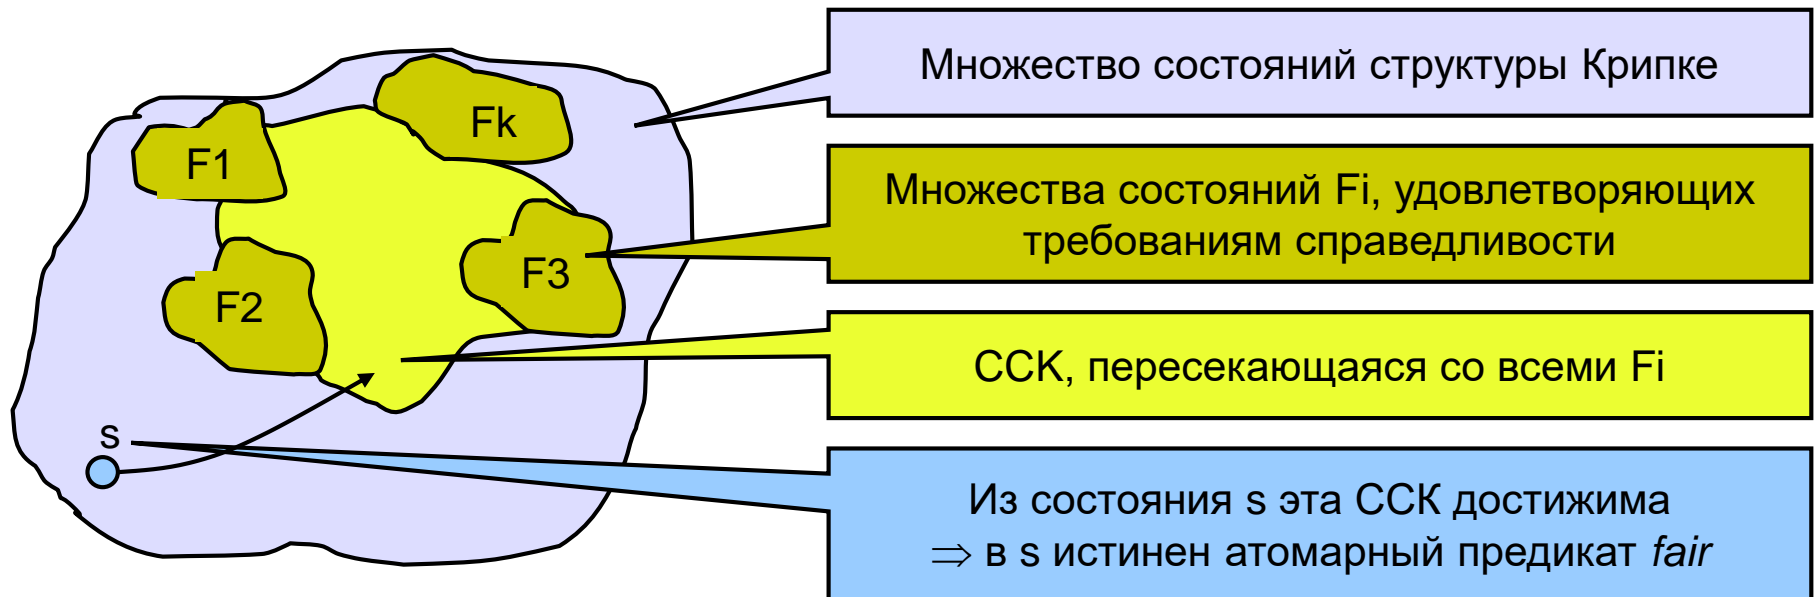 Множество состояний структуры Крипке
Fk
F1
Множества состояний Fi, удовлетворяющих
требованиям справедливости
F3
F2
ССК, пересекающаяся со всеми Fi
s
Из состояния s эта ССК достижима
⇒ в s истинен атомарный предикат fair